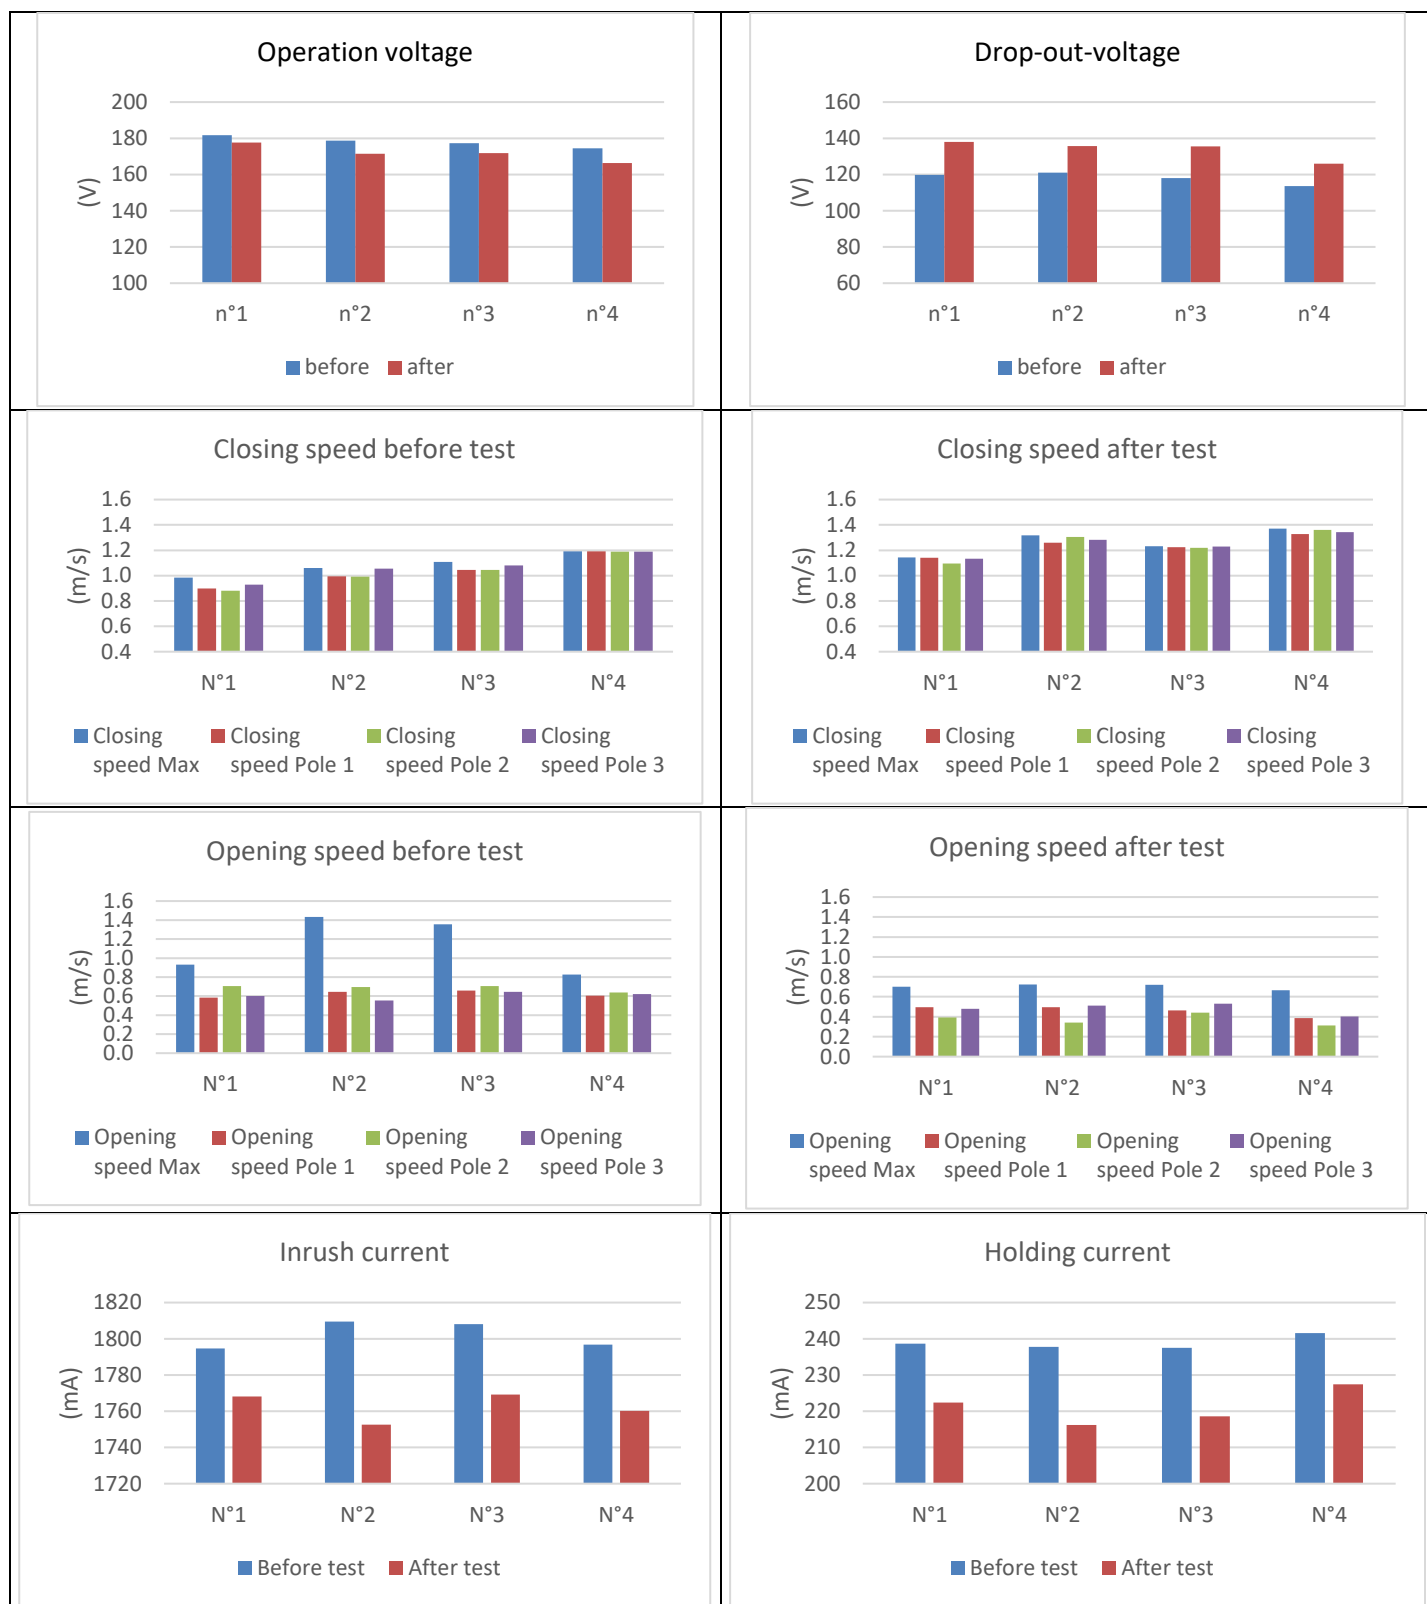 Operation voltage
200
180
160
140
120
100
(V)
n°1 n°2 n°3 n°4
before after
Drop-out-voltage
160
140
120
100
80
60
(V)
n°1 n°2 n°3 n°4
before after
Closing speed before test
1.6
1.4
1.2
1.0
0.8
0.6
0.4
(m/s)
N°1 N°2 N°3 N°4
Closing Closing Closing Closing
speed Max speed Pole 1 speed Pole 2 speed Pole 3
Closing speed after test
1.6
1.4
1.2
1.0
0.8
0.6
0.4
(m/s)
N°1 N°2 N°3 N°4
Closing Closing Closing Closing
speed Max speed Pole 1 speed Pole 2 speed Pole 3
Opening speed before test
1.6
1.4
1.2
1.0
0.8
0.6
0.4
0.2
0.0
(m/s)
N°1 N°2 N°3 N°4
Opening Opening Opening Opening
speed Max speed Pole 1 speed Pole 2 speed Pole 3
Opening speed after test
1.6
1.4
1.2
1.0
0.8
0.6
0.4
0.2
0.0
(m/s)
N°1 N°2 N°3 N°4
Opening Opening Opening Opening
speed Max speed Pole 1 speed Pole 2 speed Pole 3
Inrush current
1820
1800
1780
1760
1740
1720
(mA)
N°1 N°2 N°3 N°4
Before test After test
Holding current
250
240
230
220
210
200
(mA)
N°1 N°2 N°3 N°4
Before test After test